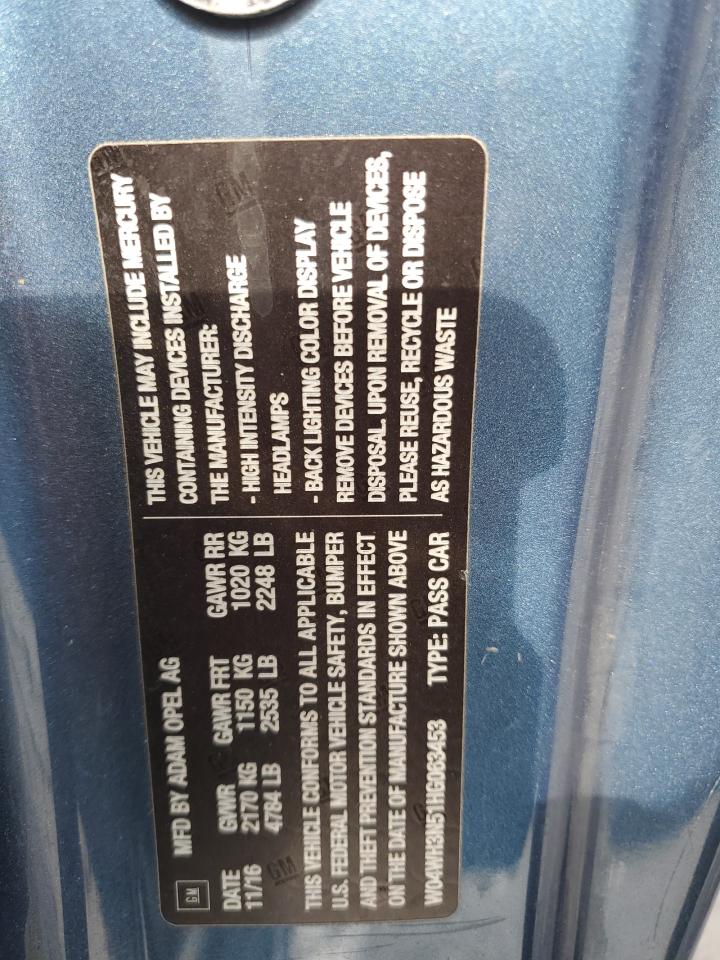 GM
MFD BY ADAM OPEL AG
DATE GVWR GAWR FRT GAWR RR
11/16 2170 KG 1150 KG 1020 KG
4784 LB 2535 LB 2248 LB
THIS VEHICLE CONFORMS TO ALL APPLICABLE
U.S. FEDERAL MOTOR VEHICLE SAFETY, BUMPER
AND THEFT PREVENTION STANDARDS IN EFFECT
ON THE DATE OF MANUFACTURE SHOWN ABOVE
W04WH3N51HG063453 TYPE: PASS CAR
THIS VEHICLE MAY INCLUDE MERCURY
CONTAINING DEVICES INSTALLED BY
THE MANUFACTURER:
- HIGH INTENSITY DISCHARGE
HEADLAMPS
- BACK LIGHTING COLOR DISPLAY
REMOVE DEVICES BEFORE VEHICLE
DISPOSAL. UPON REMOVAL OF DEVICES,
PLEASE REUSE, RECYCLE OR DISPOSE
AS HAZARDOUS WASTE